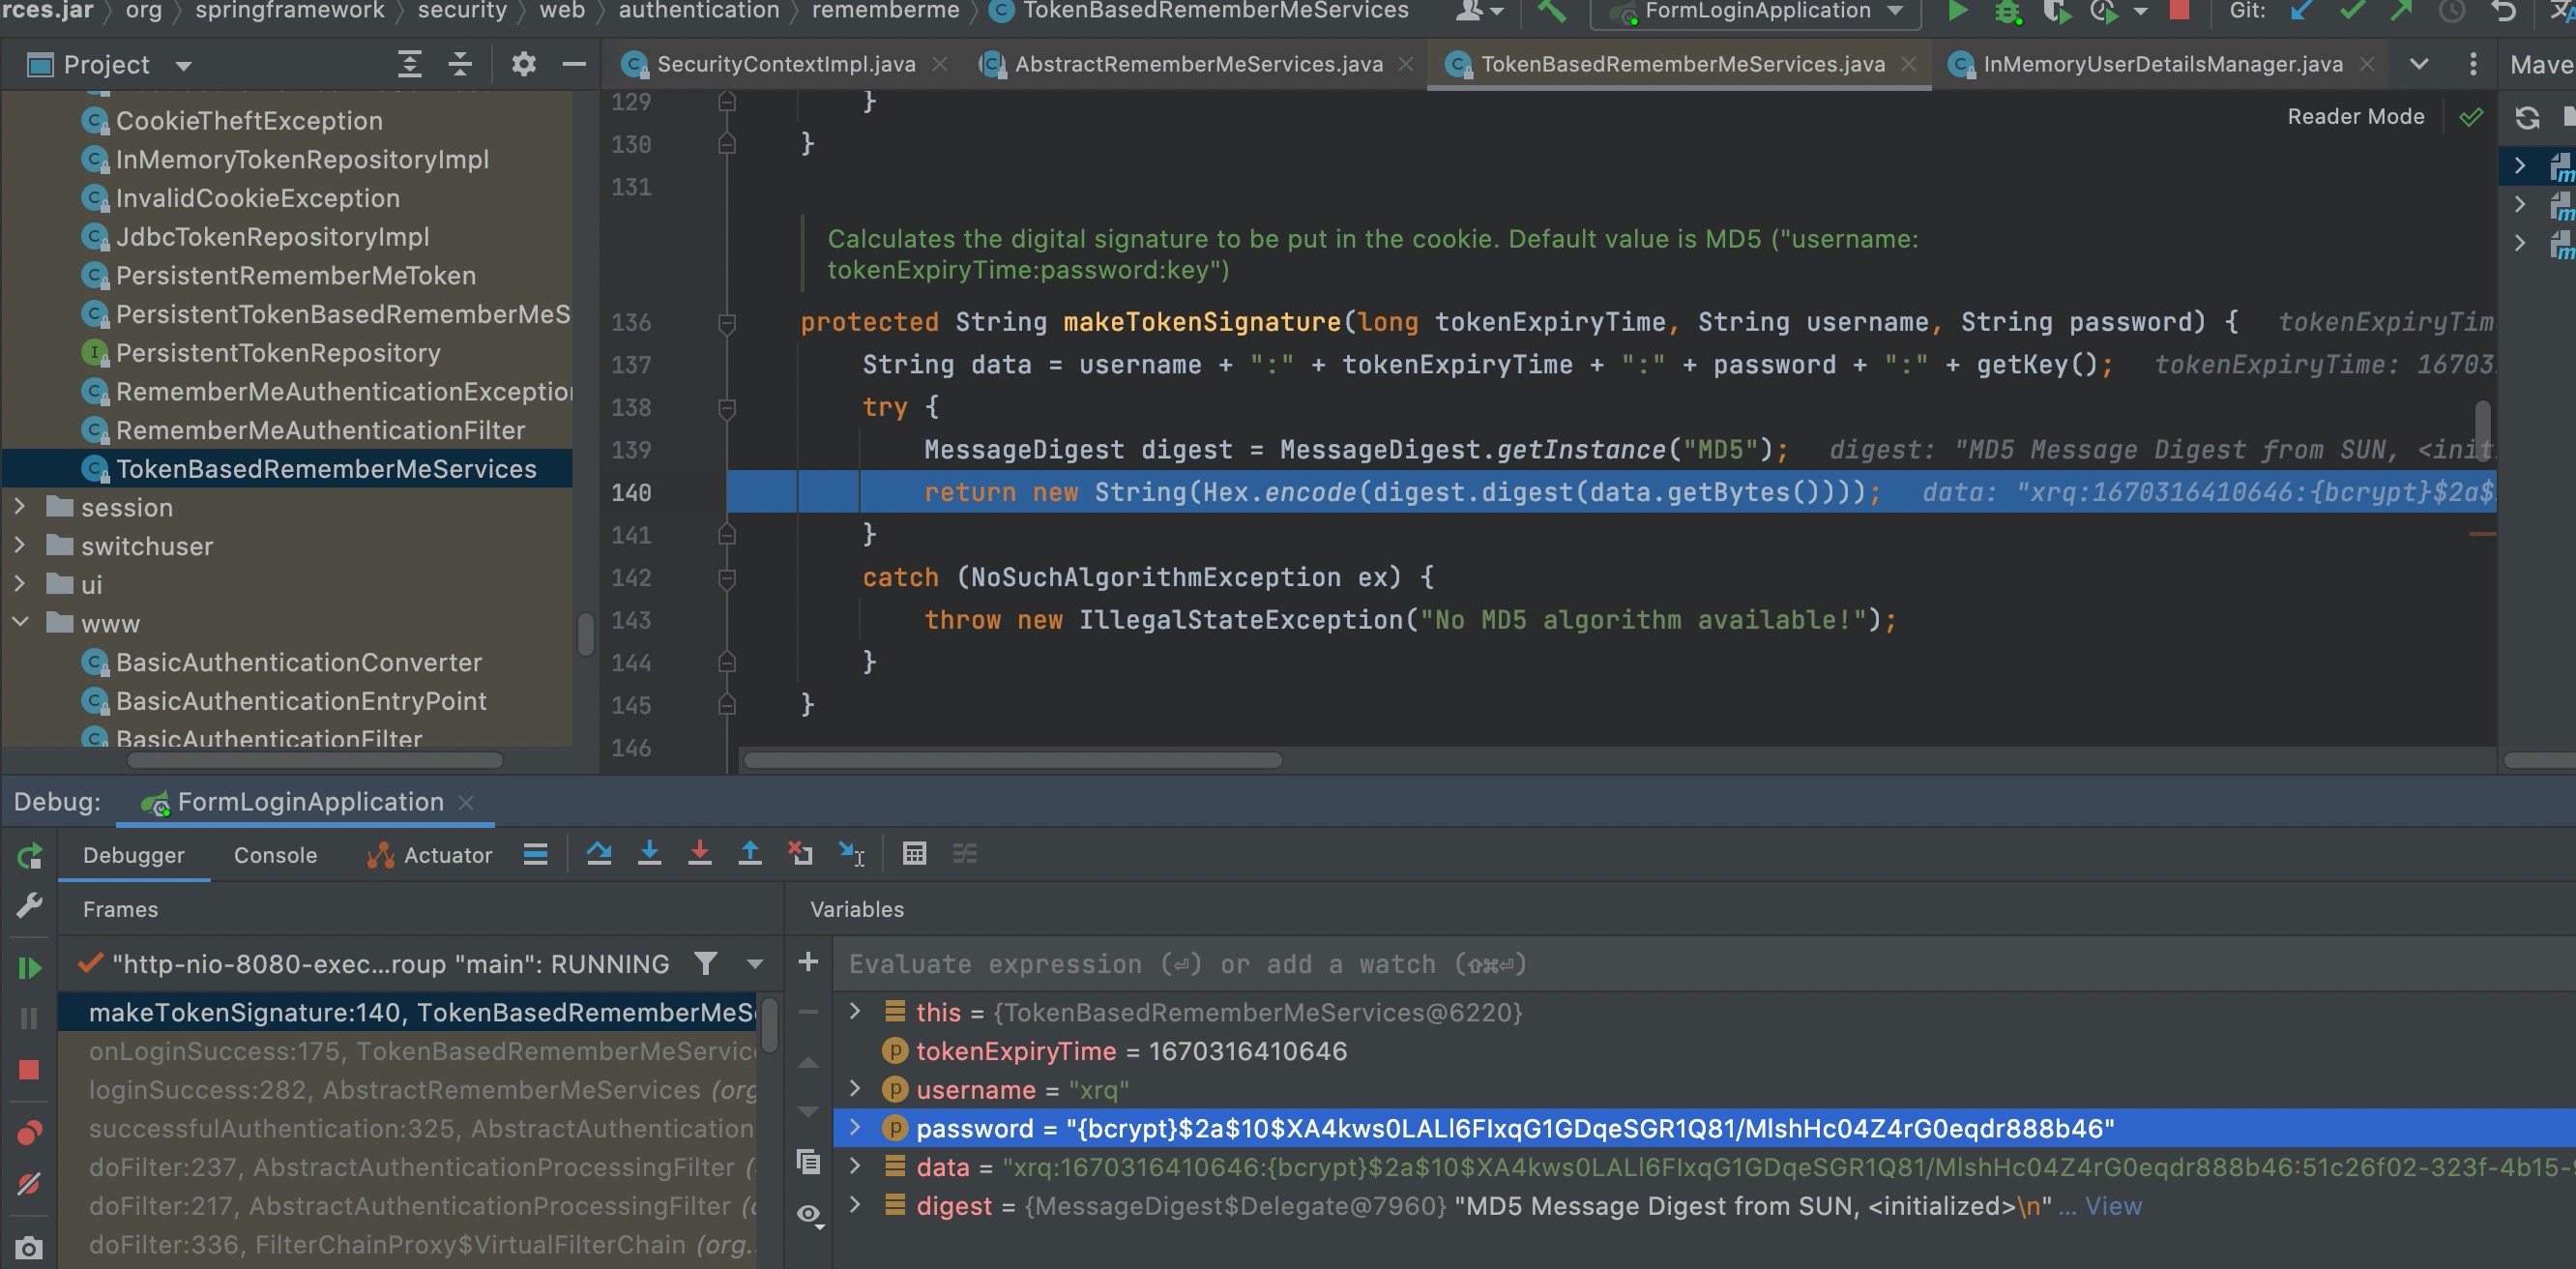 rces.jar org springframework security web authentication rememberme TokenBasedRememberMeServices FormLoginApplication Git:
Project SecurityContextImpl.java AbstractRememberMeServices.java TokenBasedRememberMeServices.java InMemoryUserDetailsManager.java Mave
Reader Mode
CookieTheftException
InMemoryTokenRepositoryImpl
InvalidCookieException
JdbcTokenRepositoryImpl
PersistentRememberMeToken
PersistentTokenBasedRememberMeS
PersistentTokenRepository
RememberMeAuthenticationException
RememberMeAuthenticationFilter
TokenBasedRememberMeServices
session
switchuser
ui
www
BasicAuthenticationConverter
BasicAuthenticationEntryPoint
BasicAuthenticationFilter
129 }
130 }
131
Calculates the digital signature to be put in the cookie. Default value is MD5 ("username:
tokenExpiryTime:password:key")
136 protected String makeTokenSignature(long tokenExpiryTime, String username, String password) { tokenExpiryTim
137 String data = username + ":" + tokenExpiryTime + ":" + password + ":" + getKey(); tokenExpiryTime: 16703
138 try {
139 MessageDigest digest = MessageDigest.getInstance("MD5"); digest: "MD5 Message Digest from SUN, <init
140 return new String(Hex.encode(digest.digest(data.getBytes()))); data: "xrq:1670316410646:{bcrypt}$2a$
141 }
142 catch (NoSuchAlgorithmException ex) {
143 throw new IllegalStateException("No MD5 algorithm available!");
144 }
145 }
146
Debug: FormLoginApplication
Debugger Console Actuator
Frames
"http-nio-8080-exec...roup "main": RUNNING
makeTokenSignature:140, TokenBasedRememberMeS
onLoginSuccess:175, TokenBasedRememberMeServic
loginSuccess:282, AbstractRememberMeServices (org
successfulAuthentication:325, AbstractAuthentication
doFilter:237, AbstractAuthenticationProcessingFilter (
doFilter:217, AbstractAuthenticationProcessingFilter (
doFilter:336, FilterChainProxy$VirtualFilterChain (org.
Variables
Evaluate expression (⏎) or add a watch (⇧⌘⏎)
this = {TokenBasedRememberMeServices@6220}
tokenExpiryTime = 1670316410646
username = "xrq"
password = "{bcrypt}$2a$10$XA4kws0LALl6FIxqG1GDqeSGR1Q81/MlshHc04Z4rG0eqdr888b46"
data = "xrq:1670316410646:{bcrypt}$2a$10$XA4kws0LALl6FIxqG1GDqeSGR1Q81/MlshHc04Z4rG0eqdr888b46:51c26f02-323f-4b15-
digest = {MessageDigest$Delegate@7960} "MD5 Message Digest from SUN, <initialized>\n" ... View